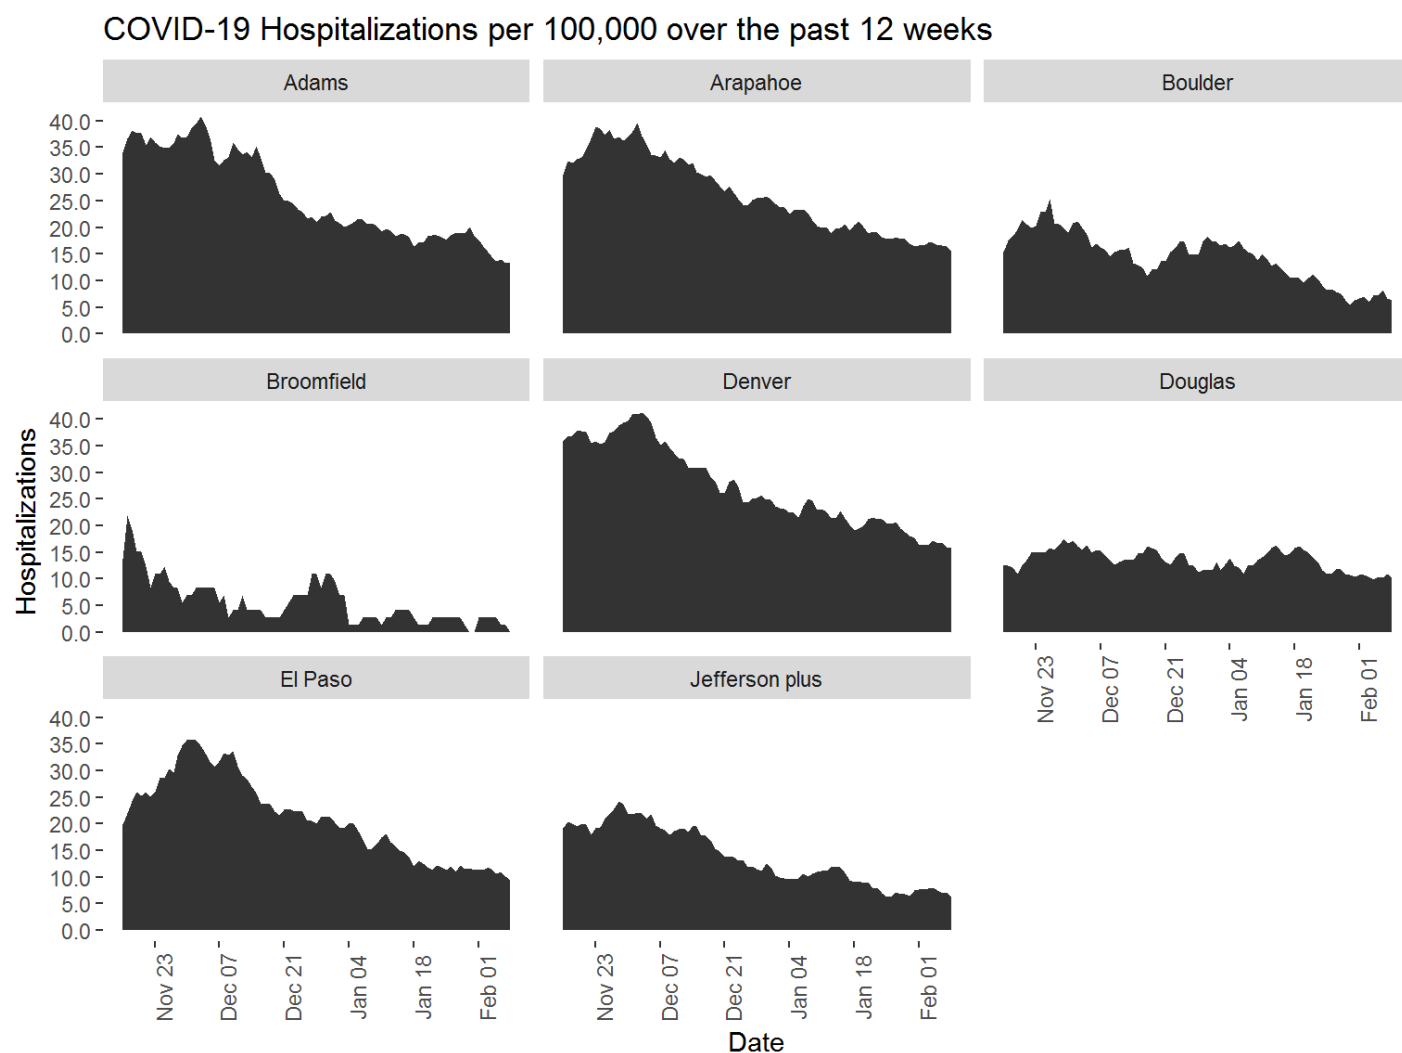 COVID-19 Hospitalizations per 100,000 over the past 12 weeks
Adams
Arapahoe
Boulder
40.0
35.0
30.0
25.0
20.0
15.0
10.0
5.0
0.0
Broomfield
Denver
Douglas
Hospitalizations
40.0
35.0
30.0
25.0
20.0
15.0
10.0
5.0
0.0
Nov 23
Dec 07
Dec 21
Jan 04
Jan 18
Feb 01
El Paso
Jefferson plus
40.0
35.0
30.0
25.0
20.0
15.0
10.0
5.0
0.0
Nov 23
Dec 07
Dec 21
Jan 04
Jan 18
Feb 01
Nov 23
Dec 07
Dec 21
Jan 04
Jan 18
Feb 01
Date